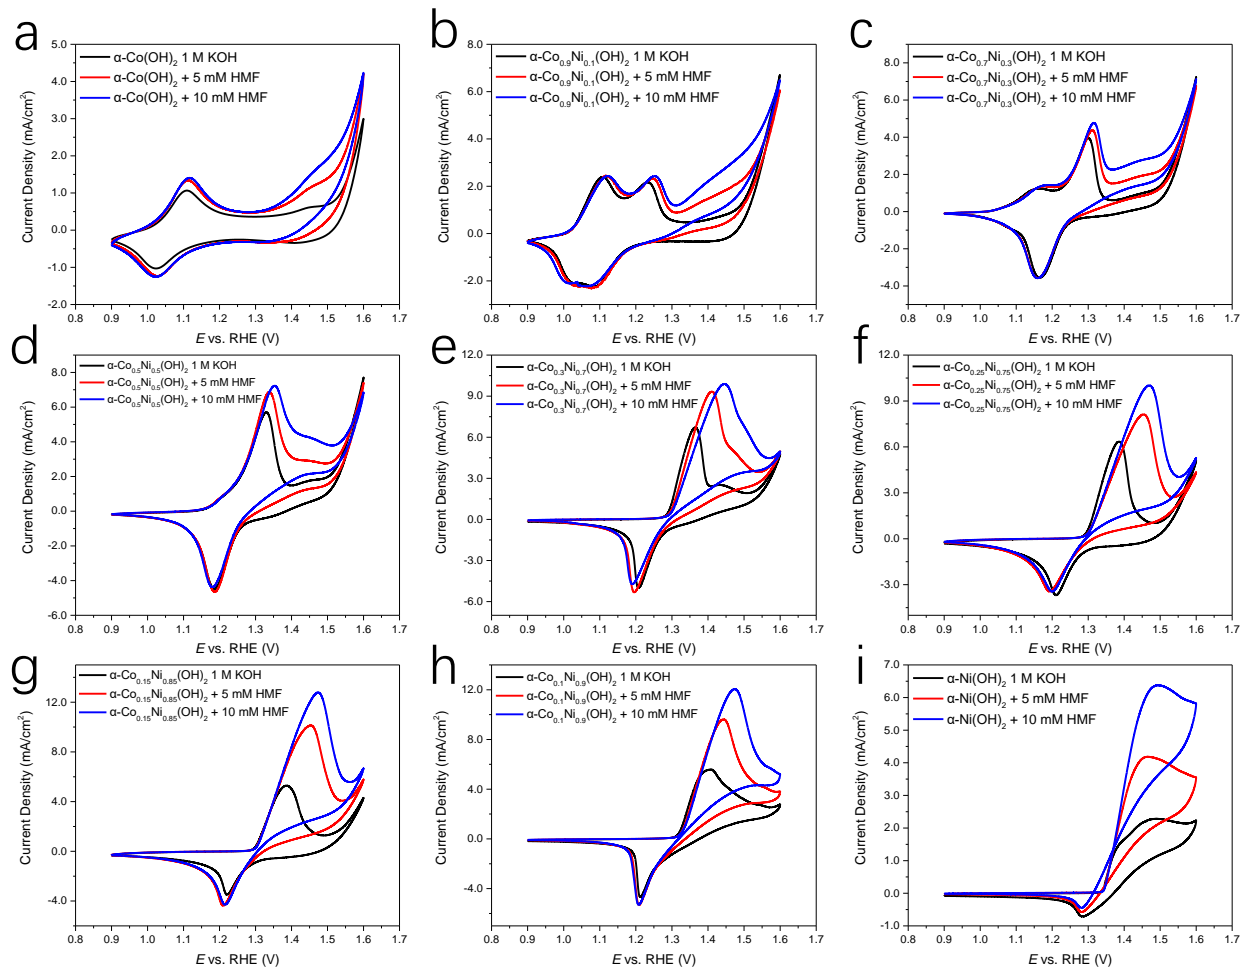 a
α-Co(OH)2 1 M KOH
α-Co(OH)2 + 5 mM HMF
α-Co(OH)2 + 10 mM HMF
Current Density (mA/cm2)
5.0
4.0
3.0
2.0
1.0
0.0
-1.0
-2.0
0.8 0.9 1.0 1.1 1.2 1.3 1.4 1.5 1.6 1.7
E vs. RHE (V)
b
α-Co0.9Ni0.1(OH)2 1 M KOH
α-Co0.9Ni0.1(OH)2 + 5 mM HMF
α-Co0.9Ni0.1(OH)2 + 10 mM HMF
Current Density (mA/cm2)
8.0
6.0
4.0
2.0
0.0
-2.0
0.8 0.9 1.0 1.1 1.2 1.3 1.4 1.5 1.6 1.7
E vs. RHE (V)
c
α-Co0.7Ni0.3(OH)2 1 M KOH
α-Co0.7Ni0.3(OH)2 + 5 mM HMF
α-Co0.7Ni0.3(OH)2 + 10 mM HMF
Current Density (mA/cm2)
8.0
4.0
0.0
-4.0
0.8 0.9 1.0 1.1 1.2 1.3 1.4 1.5 1.6 1.7
E vs. RHE (V)
d
α-Co0.5Ni0.5(OH)2 1 M KOH
α-Co0.5Ni0.5(OH)2 + 5 mM HMF
α-Co0.5Ni0.5(OH)2 + 10 mM HMF
Current Density (mA/cm2)
8.0
6.0
4.0
2.0
0.0
-2.0
-4.0
-6.0
0.8 0.9 1.0 1.1 1.2 1.3 1.4 1.5 1.6 1.7
E vs. RHE (V)
e
α-Co0.3Ni0.7(OH)2 1 M KOH
α-Co0.3Ni0.7(OH)2 + 5 mM HMF
α-Co0.3Ni0.7(OH)2 + 10 mM HMF
Current Density (mA/cm2)
12.0
9.0
6.0
3.0
0.0
-3.0
-6.0
0.8 0.9 1.0 1.1 1.2 1.3 1.4 1.5 1.6 1.7
E vs. RHE (V)
f
α-Co0.25Ni0.75(OH)2 1 M KOH
α-Co0.25Ni0.75(OH)2 + 5 mM HMF
α-Co0.25Ni0.75(OH)2 + 10 mM HMF
Current Density (mA/cm2)
12.0
9.0
6.0
3.0
0.0
-3.0
0.8 0.9 1.0 1.1 1.2 1.3 1.4 1.5 1.6 1.7
E vs. RHE (V)
g
α-Co0.15Ni0.85(OH)2 1 M KOH
α-Co0.15Ni0.85(OH)2 + 5 mM HMF
α-Co0.15Ni0.85(OH)2 + 10 mM HMF
Current Density (mA/cm2)
12.0
8.0
4.0
0.0
-4.0
0.8 0.9 1.0 1.1 1.2 1.3 1.4 1.5 1.6 1.7
E vs. RHE (V)
h
α-Co0.1Ni0.9(OH)2 1 M KOH
α-Co0.1Ni0.9(OH)2 + 5 mM HMF
α-Co0.1Ni0.9(OH)2 + 10 mM HMF
Current Density (mA/cm2)
12.0
8.0
4.0
0.0
-4.0
0.8 0.9 1.0 1.1 1.2 1.3 1.4 1.5 1.6 1.7
E vs. RHE (V)
i
α-Ni(OH)2 1 M KOH
α-Ni(OH)2 + 5 mM HMF
α-Ni(OH)2 + 10 mM HMF
Current Density (mA/cm2)
7.0
6.0
5.0
4.0
3.0
2.0
1.0
0.0
-1.0
0.8 0.9 1.0 1.1 1.2 1.3 1.4 1.5 1.6 1.7
E vs. RHE (V)